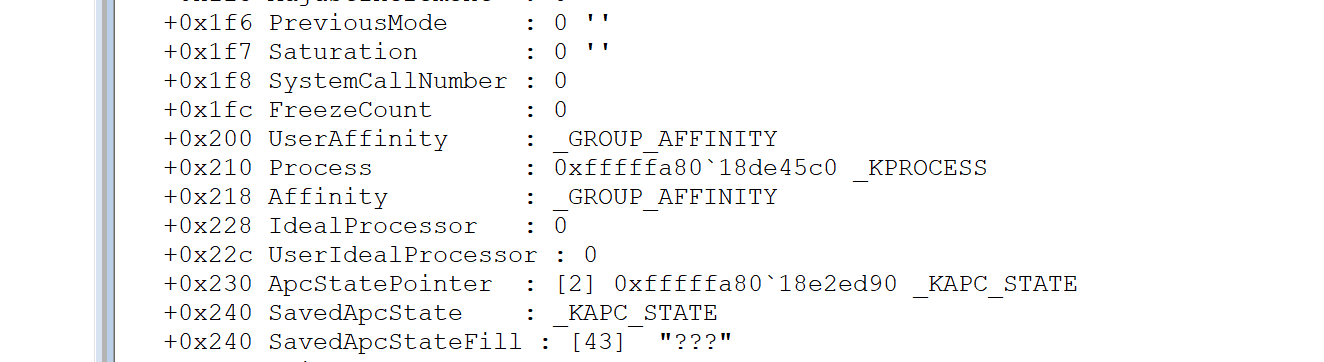 +0x1f6 PreviousMode     : 0 ''
+0x1f7 Saturation       : 0 ''
+0x1f8 SystemCallNumber : 0
+0x1fc FreezeCount      : 0
+0x200 UserAffinity     : _GROUP_AFFINITY
+0x210 Process          : 0xfffffa80`18de45c0 _KPROCESS
+0x218 Affinity         : _GROUP_AFFINITY
+0x228 IdealProcessor   : 0
+0x22c UserIdealProcessor : 0
+0x230 ApcStatePointer  : [2] 0xfffffa80`18e2ed90 _KAPC_STATE
+0x240 SavedApcState    : _KAPC_STATE
+0x240 SavedApcStateFill : [43]  "???"